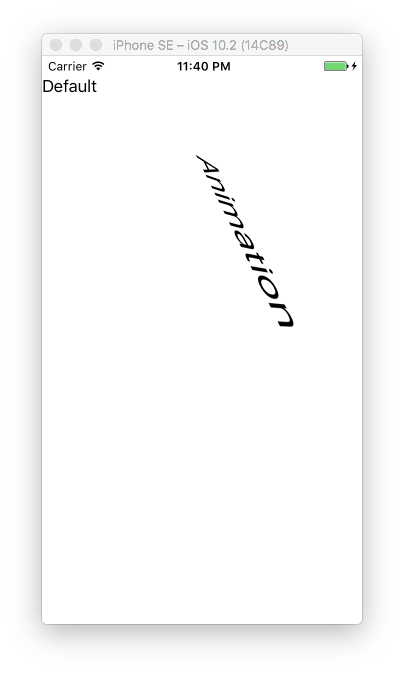 iPhone SE – iOS 10.2 (14C89)
Carrier 11:40 PM
Default
Animation